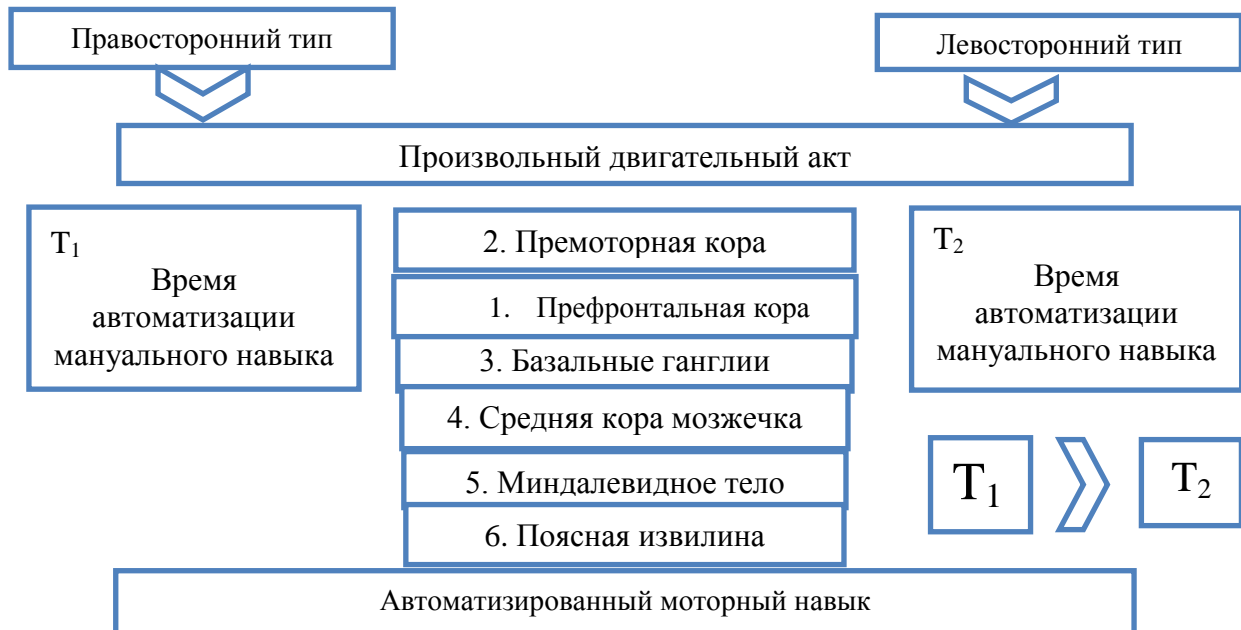 Правосторонний тип
Левосторонний тип
Произвольный двигательный акт
T1
Время
автоматизации
мануального навыка
2. Премоторная кора
1. Префронтальная кора
3. Базальные ганглии
4. Средняя кора мозжечка
5. Миндалевидное тело
6. Поясная извилина
T2
Время
автоматизации
мануального навыка
T1
T2
Автоматизированный моторный навык